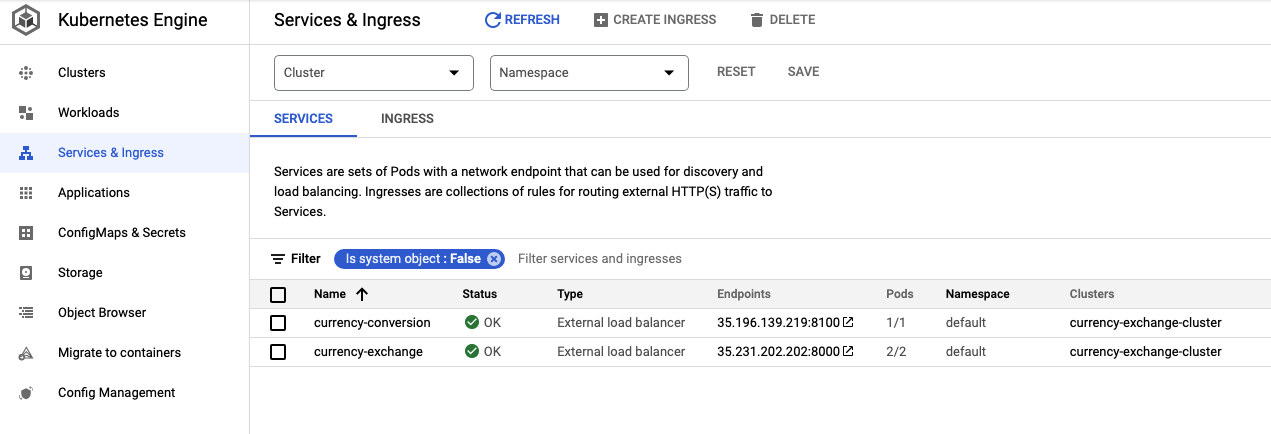 Kubernetes Engine
Services & Ingress
REFRESH
CREATE INGRESS
DELETE
Clusters
Workloads
Services & Ingress
Applications
ConfigMaps & Secrets
Storage
Object Browser
Migrate to containers
Config Management
Cluster
Namespace
RESET
SAVE
SERVICES
INGRESS
Services are sets of Pods with a network endpoint that can be used for discovery and
load balancing. Ingresses are collections of rules for routing external HTTP(S) traffic to
Services.
Filter
Is system object : False
Filter services and ingresses
Name Status Type Endpoints Pods Namespace Clusters
currency-conversion OK External load balancer 35.196.139.219:8100 1/1 default currency-exchange-cluster
currency-exchange OK External load balancer 35.231.202.202:8000 2/2 default currency-exchange-cluster